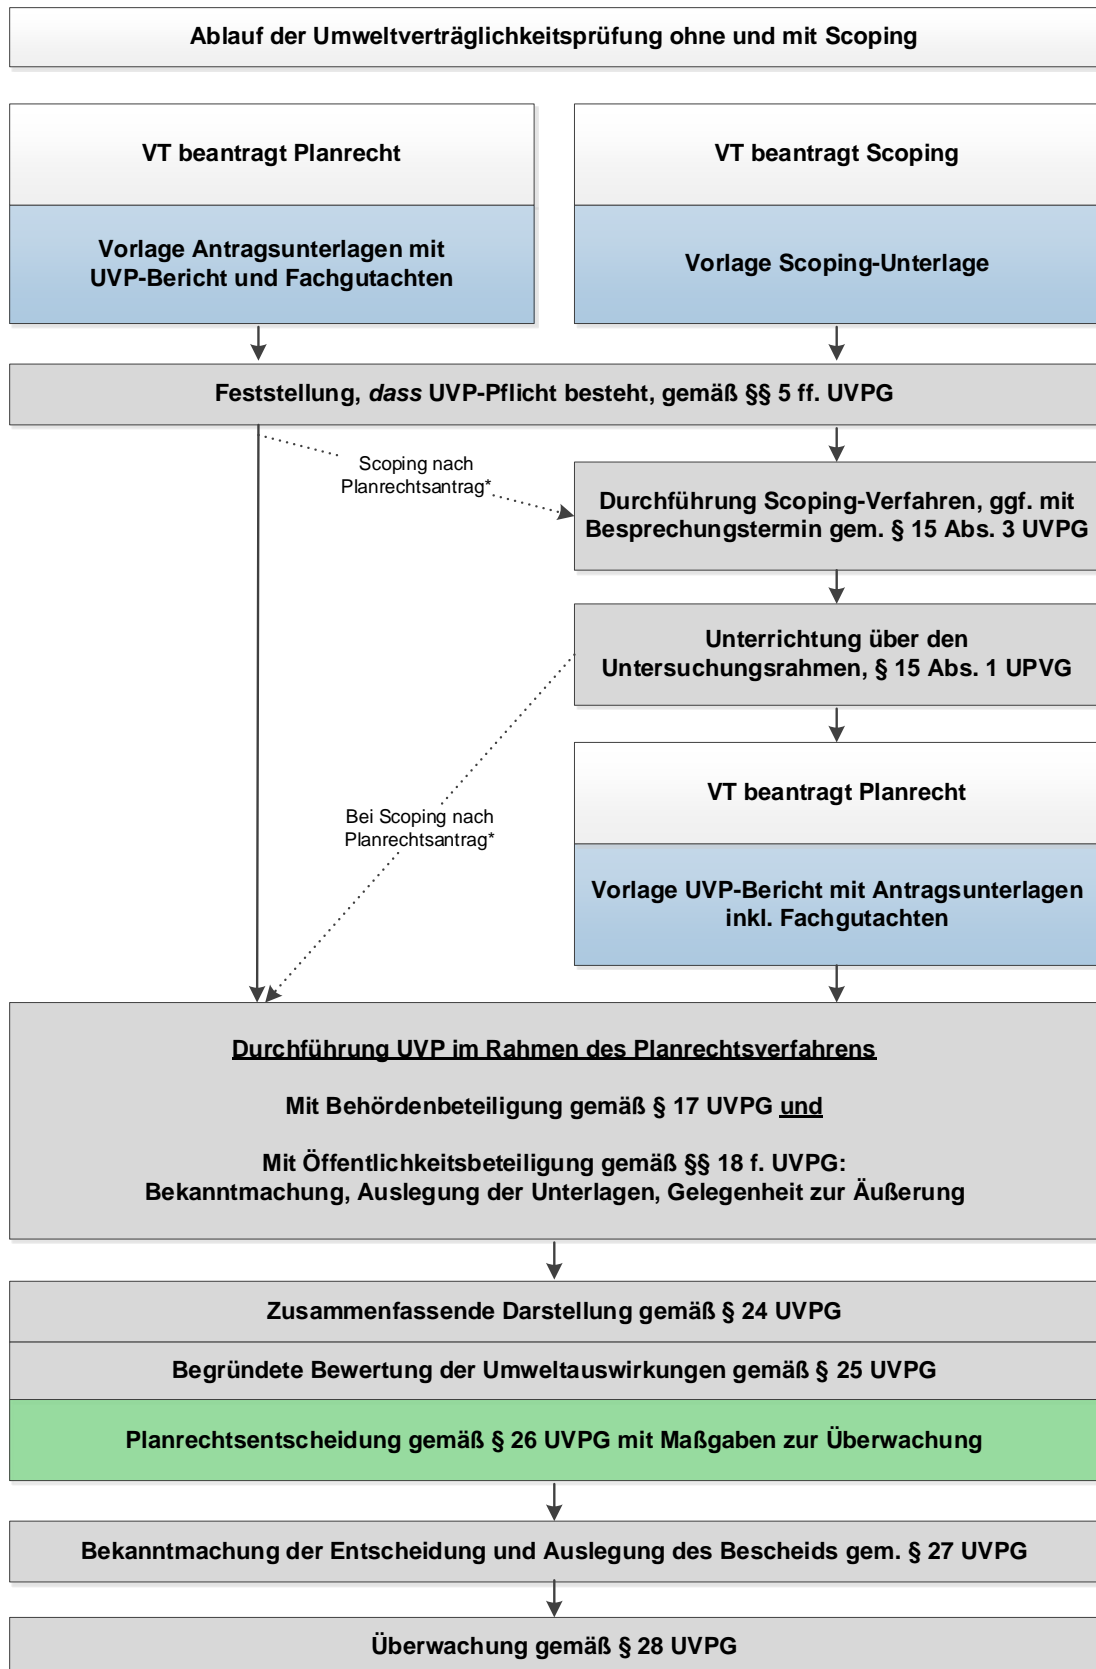 Ablauf der Umweltverträglichkeitsprüfung ohne und mit Scoping
VT beantragt Planrecht
Vorlage Antragsunterlagen mit
UVP-Bericht und Fachgutachten
VT beantragt Scoping
Vorlage Scoping-Unterlage
Feststellung, dass UVP-Pflicht besteht, gemäß §§ 5 ff. UVPG
Scoping nach
Planrechtsantrag*
Durchführung Scoping-Verfahren, ggf. mit
Besprechungstermin gem. § 15 Abs. 3 UVPG
Unterrichtung über den
Untersuchungsrahmen, § 15 Abs. 1 UPVG
VT beantragt Planrecht
Bei Scoping nach
Planrechtsantrag*
Vorlage UVP-Bericht mit Antragsunterlagen
inkl. Fachgutachten
Durchführung UVP im Rahmen des Planrechtsverfahrens
Mit Behördenbeteiligung gemäß § 17 UVPG und
Mit Öffentlichkeitsbeteiligung gemäß §§ 18 f. UVPG:
Bekanntmachung, Auslegung der Unterlagen, Gelegenheit zur Äußerung
Zusammenfassende Darstellung gemäß § 24 UVPG
Begründete Bewertung der Umweltauswirkungen gemäß § 25 UVPG
Planrechtsentscheidung gemäß § 26 UVPG mit Maßgaben zur Überwachung
Bekanntmachung der Entscheidung und Auslegung des Bescheids gem. § 27 UVPG
Überwachung gemäß § 28 UVPG